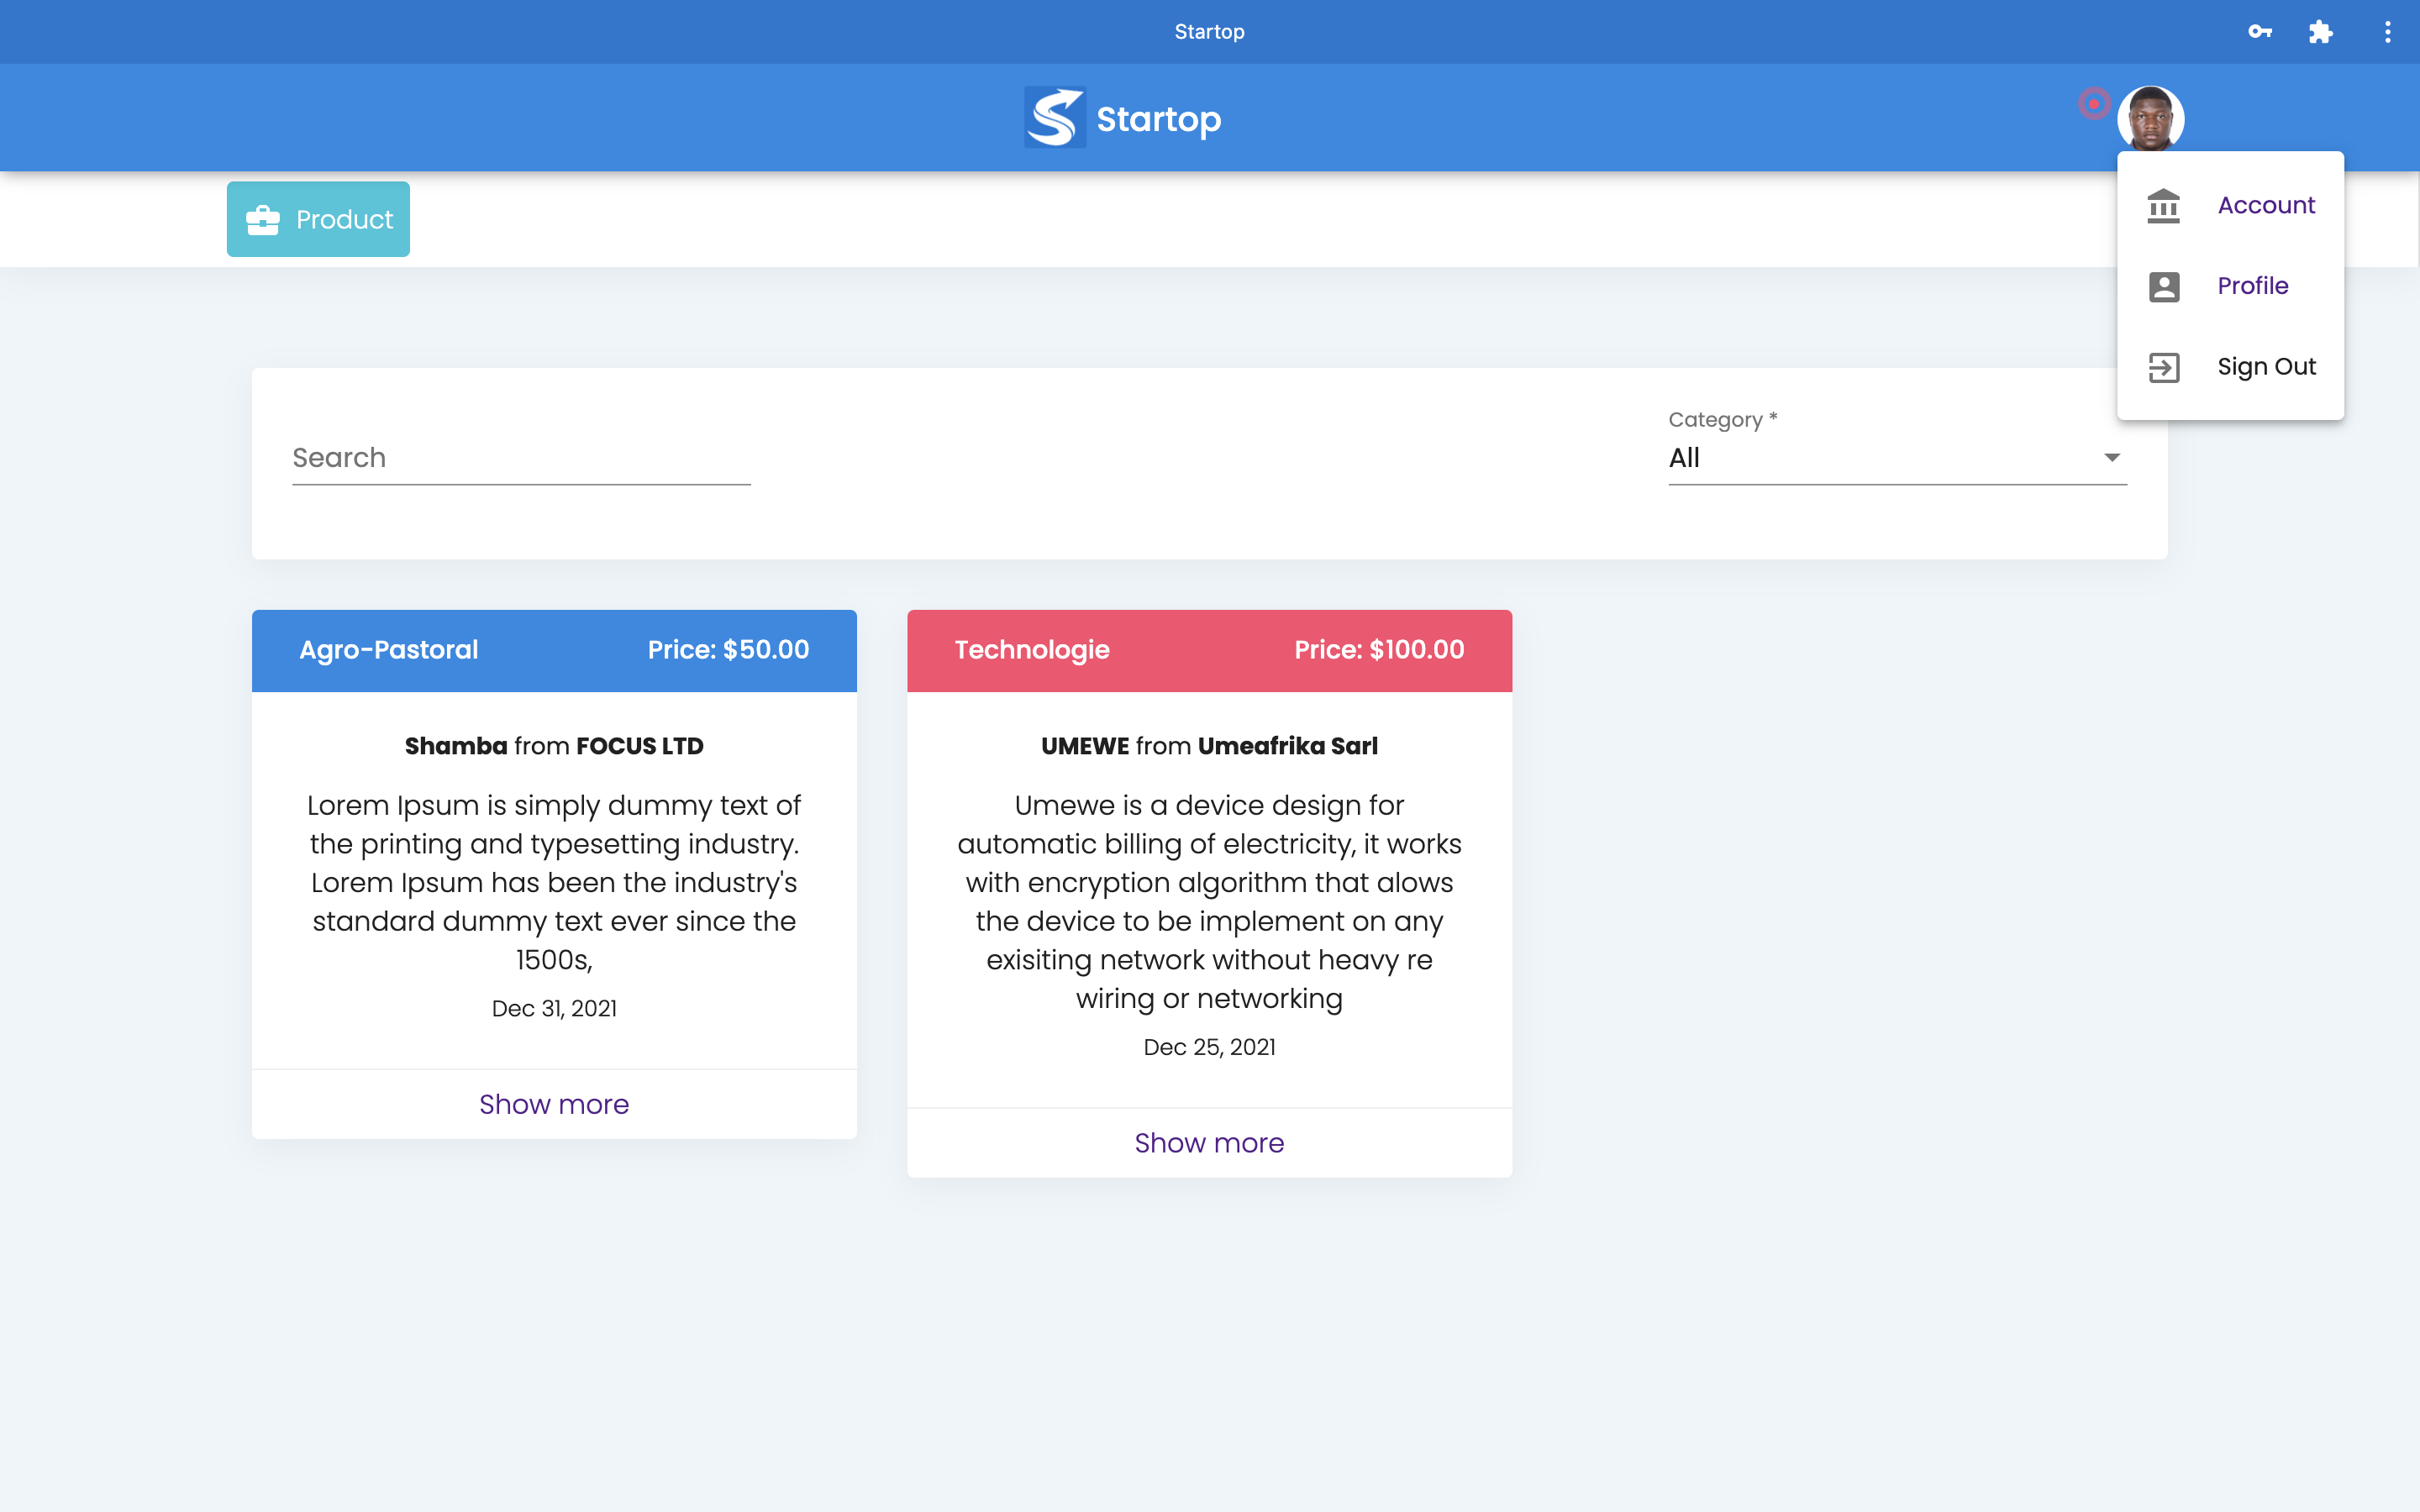 Startop
Startop
Product
Account
Profile
Sign Out
Search
Category *
All
Agro-Pastoral
Price: $50.00
Shamba from FOCUS LTD
Lorem Ipsum is simply dummy text of
the printing and typesetting industry.
Lorem Ipsum has been the industry's
standard dummy text ever since the
1500s,
Dec 31, 2021
Show more
Technologie
Price: $100.00
UMEWE from Umeafrika Sarl
Umewe is a device design for
automatic billing of electricity, it works
with encryption algorithm that alows
the device to be implement on any
exisiting network without heavy re
wiring or networking
Dec 25, 2021
Show more